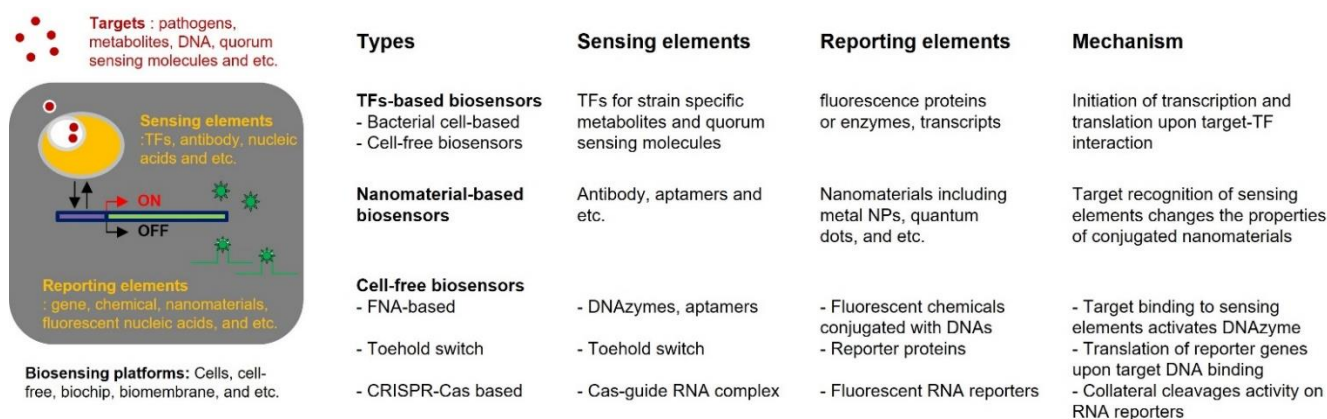 Targets : pathogens,
metabolites, DNA, quorum
sensing molecules and etc.
Sensing elements
:TFs, antibody, nucleic
acids and etc.
ON
OFF
Reporting elements
: gene, chemical, nanomaterials,
fluorescent nucleic acids, and etc.
Biosensing platforms: Cells, cell-
free, biochip, biomembrane, and etc.
Types
Sensing elements
Reporting elements
Mechanism
TFs-based biosensors
- Bacterial cell-based
- Cell-free biosensors
TFs for strain specific
metabolites and quorum
sensing molecules
fluorescence proteins
or enzymes, transcripts
Initiation of transcription and
translation upon target-TF
interaction
Nanomaterial-based
biosensors
Antibody, aptamers and
etc.
Nanomaterials including
metal NPs, quantum
dots, and etc.
Target recognition of sensing
elements changes the properties
of conjugated nanomaterials
Cell-free biosensors
- FNA-based
- DNAzymes, aptamers
- Fluorescent chemicals
conjugated with DNAs
- Target binding to sensing
elements activates DNAzyme
- Toehold switch
- Toehold switch
- Reporter proteins
- Translation of reporter genes
upon target DNA binding
- CRISPR-Cas based
- Cas-guide RNA complex
- Fluorescent RNA reporters
- Collateral cleavages activity on
RNA reporters